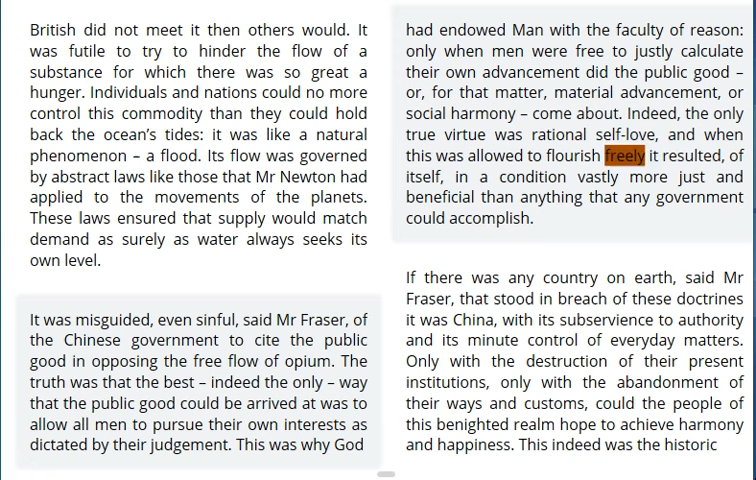 British did not meet it then others would. It
was futile to try to hinder the flow of a
substance for which there was so great a
hunger. Individuals and nations could no more
control this commodity than they could hold
back the ocean’s tides: it was like a natural
phenomenon – a flood. Its flow was governed
by abstract laws like those that Mr Newton had
applied to the movements of the planets.
These laws ensured that supply would match
demand as surely as water always seeks its
own level.
It was misguided, even sinful, said Mr Fraser, of
the Chinese government to cite the public
good in opposing the free flow of opium. The
truth was that the best – indeed the only – way
that the public good could be arrived at was to
allow all men to pursue their own interests as
dictated by their judgement. This was why God
had endowed Man with the faculty of reason:
only when men were free to justly calculate
their own advancement did the public good –
or, for that matter, material advancement, or
social harmony – come about. Indeed, the only
true virtue was rational self-love, and when
this was allowed to flourish freely it resulted, of
itself, in a condition vastly more just and
beneficial than anything that any government
could accomplish.
If there was any country on earth, said Mr
Fraser, that stood in breach of these doctrines
it was China, with its subservience to authority
and its minute control of everyday matters.
Only with the destruction of their present
institutions, only with the abandonment of
their ways and customs, could the people of
this benighted realm hope to achieve harmony
and happiness. This indeed was the historic